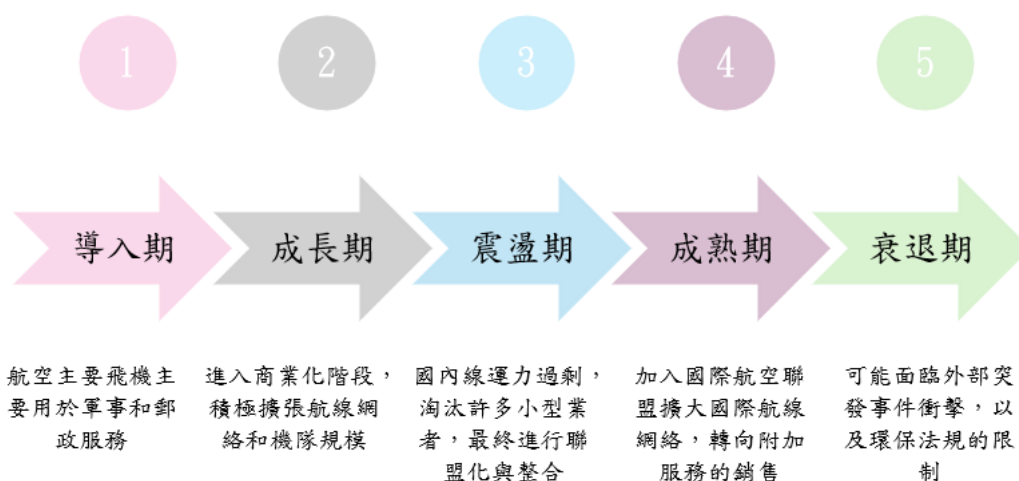 1
2
3
4
5
導入期
成長期
震盪期
成熟期
衰退期
航空主要飛機主
要用於軍事和郵
政服務
進入商業化階段，
積極擴張航線網
絡和機隊規模
國內線運力過剩，
淘汰許多小型業
者，最終進行聯
盟化與整合
加入國際航空聯
盟擴大國際航線
網絡，轉向附加
服務的銷售
可能面臨外部突
發事件衝擊，以
及環保法規的限
制